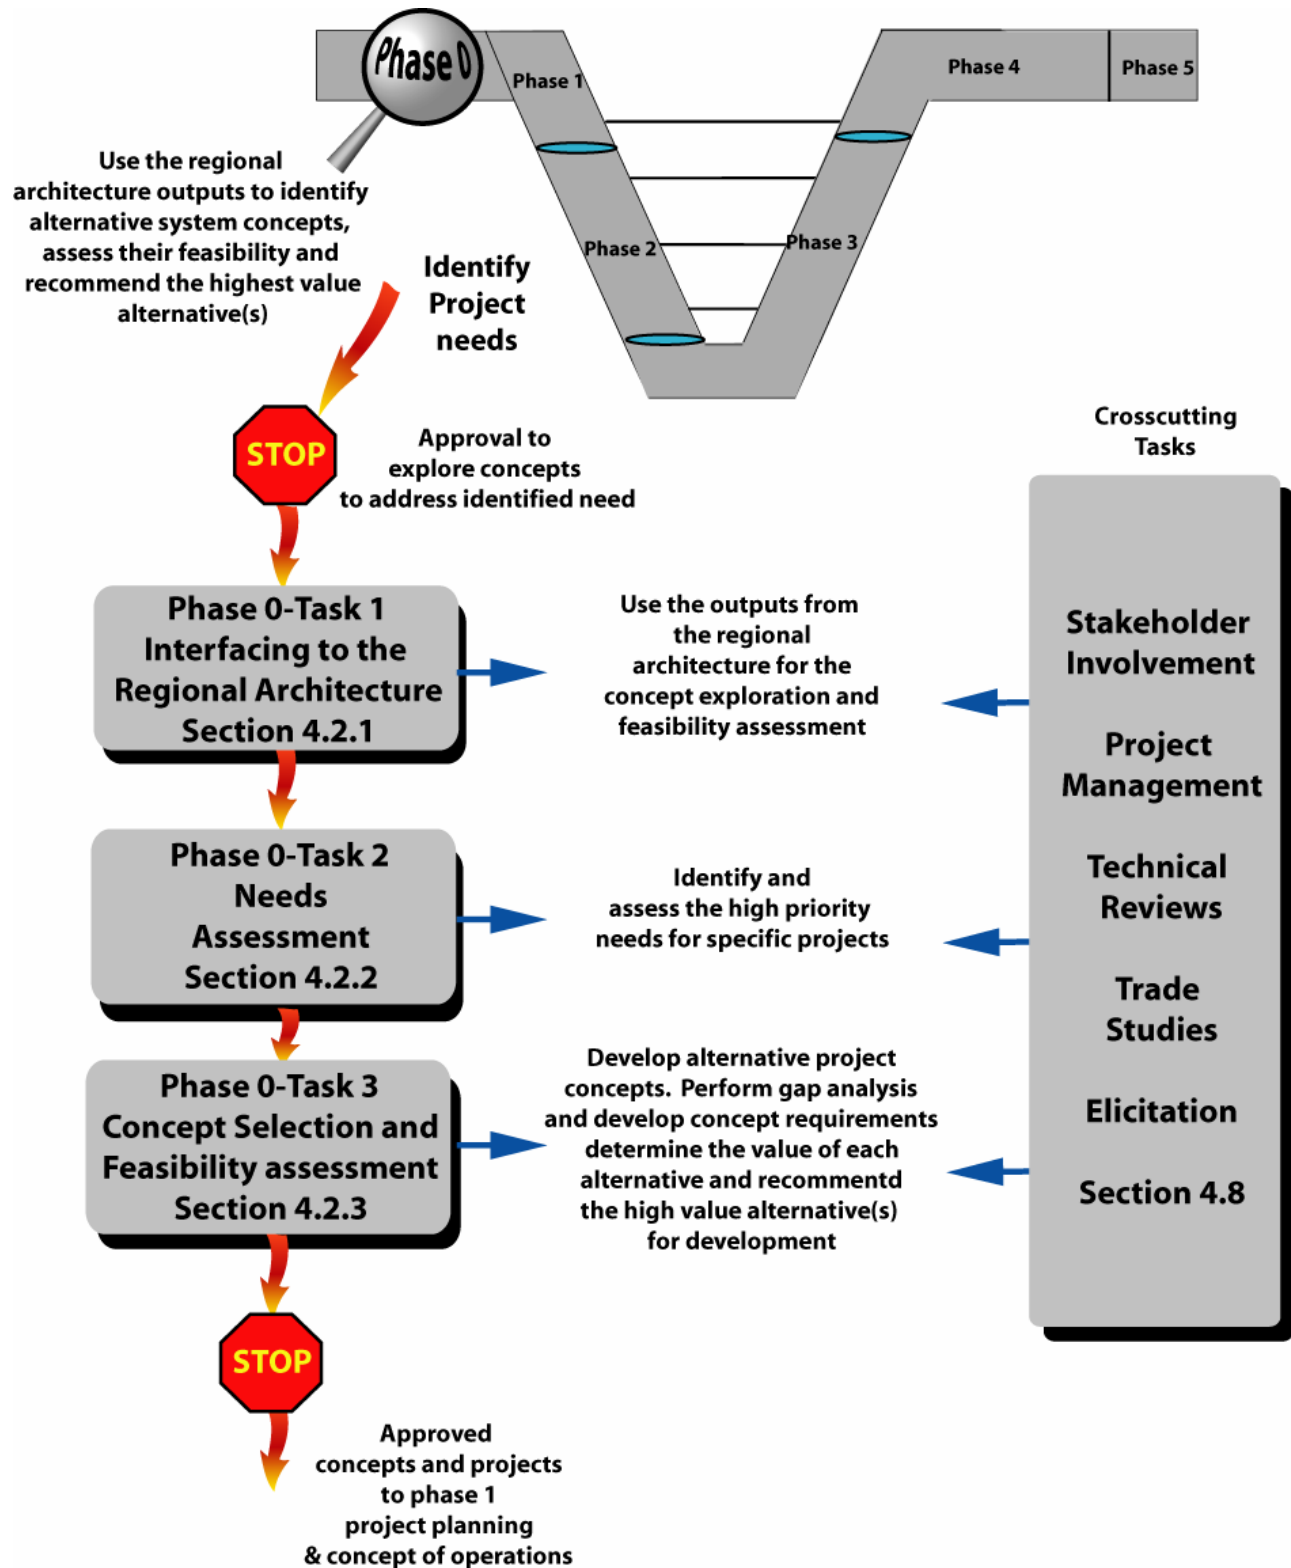 Phase 0
Phase 1
Phase 4
Phase 5
Phase 2
Phase 3
Use the regional
architecture outputs to identify
alternative system concepts,
assess their feasibility and
recommend the highest value
alternative(s)
Identify
Project
needs
STOP
Approval to
explore concepts
to address identified need
Crosscutting
Tasks
Phase 0-Task 1
Interfacing to the
Regional Architecture
Section 4.2.1
Use the outputs from
the regional
architecture for the
concept exploration and
feasibility assessment
Phase 0-Task 2
Needs
Assessment
Section 4.2.2
Identify and
assess the high priority
needs for specific projects
Phase 0-Task 3
Concept Selection and
Feasibility assessment
Section 4.2.3
Develop alternative project
concepts.  Perform gap analysis
and develop concept requirements
determine the value of each
alternative and recommentd
the high value alternative(s)
for development
Stakeholder
Involvement
Project
Management
Technical
Reviews
Trade
Studies
Elicitation
Section 4.8
STOP
Approved
concepts and projects
to phase 1
project planning
& concept of operations